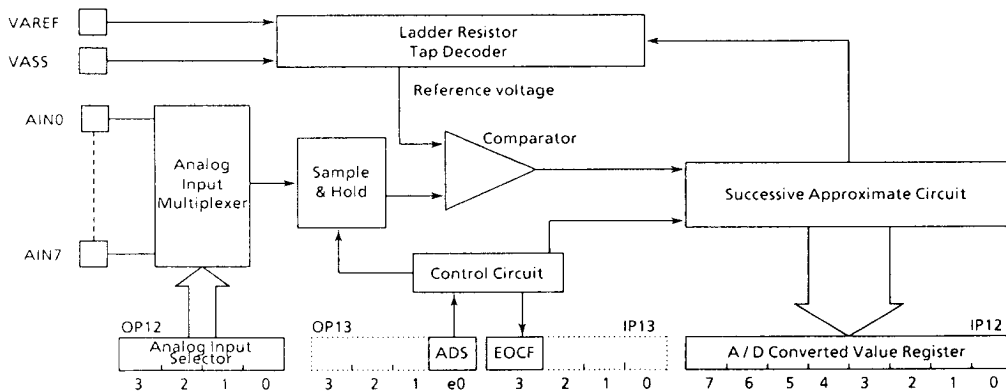 VAREF
VASS
Ladder Resistor
Tap Decoder
Reference voltage
AIN0
AIN7
Analog
Input
Multiplexer
Sample
& Hold
Comparator
Successive Approximate Circuit
Control Circuit
OP12
Analog Input
Selector
3 2 1 0
OP13
ADS
3 2 1 e0
EOCF
IP13
3 2 1 0
IP12
A / D Converted Value Register
7 6 5 4 3 2 1 0